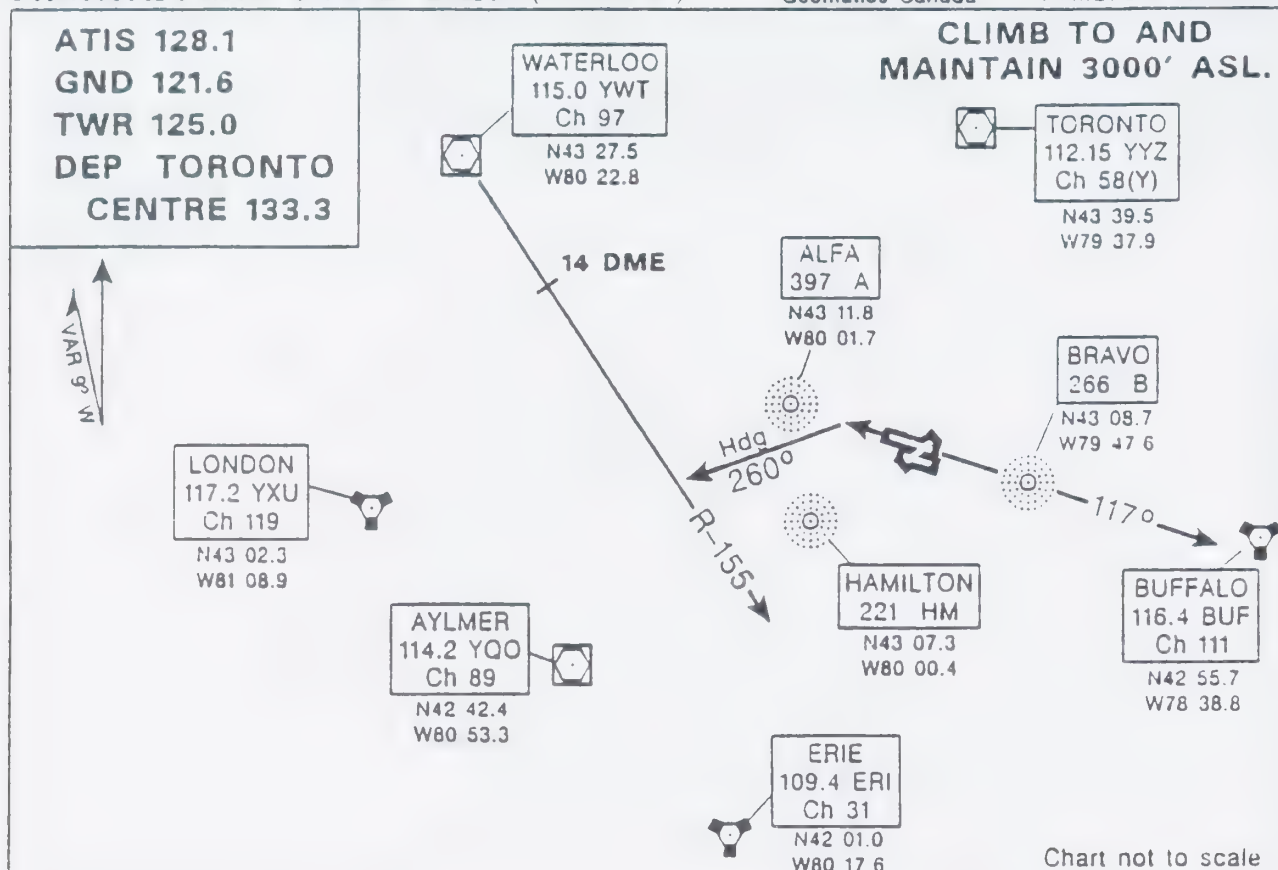 Geomatics Canada
ATIS 128.1
GND 121.6
TWR 125.0
DEP TORONTO
CENTRE 133.3
CLIMB TO AND
MAINTAIN 3000' ASL.
WATERLOO
115.0 YWT
Ch 97
N43 27.5
W80 22.8
TORONTO
112.15 YYZ
Ch 58(Y)
N43 39.5
W79 37.9
14 DME
ALFA
397 A
N43 11.8
W80 01.7
VAR 9° W
BRAVO
266 B
N43 08.7
W79 47.6
Hdg
260°
LONDON
117.2 YXU
Ch 119
N43 02.3
W81 08.9
R-155
117°
HAMILTON
221 HM
N43 07.3
W80 00.4
BUFFALO
116.4 BUF
Ch 111
N42 55.7
W78 38.8
AYLMER
114.2 YQO
Ch 89
N42 42.4
W80 53.3
ERIE
109.4 ERI
Ch 31
N42 01.0
W80 17.6
Chart not to scale